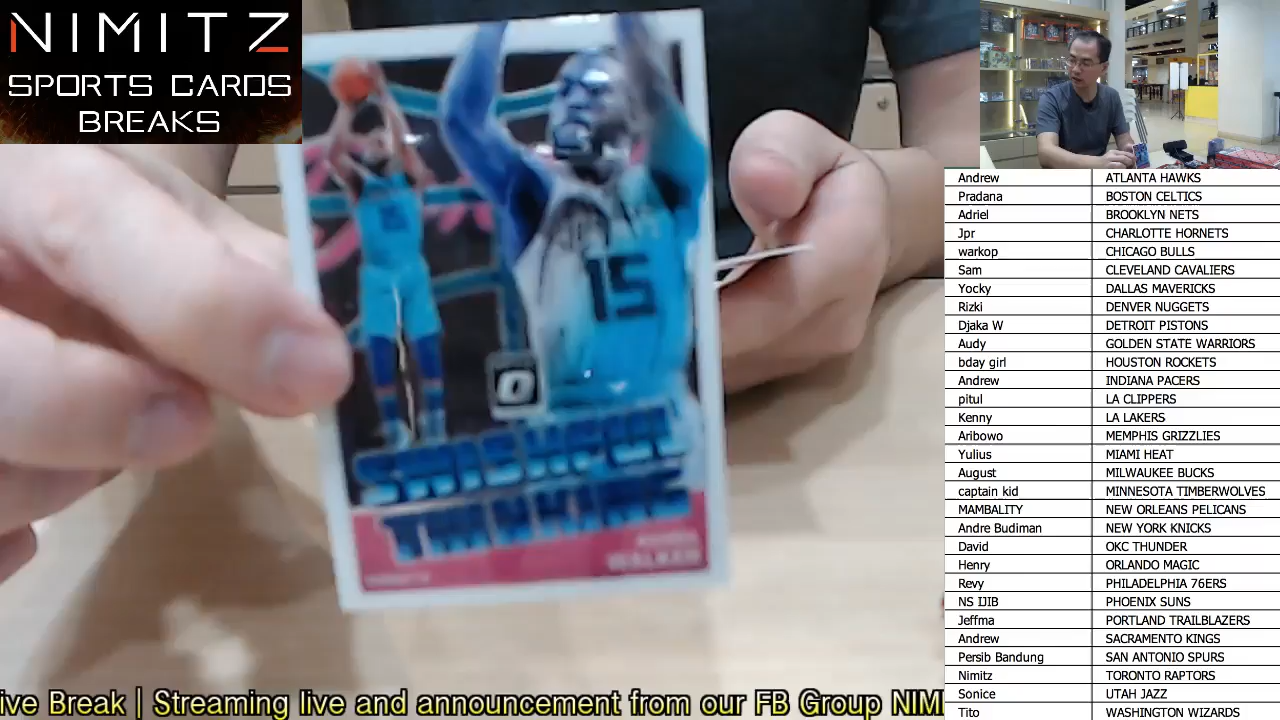 NIMITZ
SPORTS CARDS
BREAKS
15
15
O
SWISHFUL
THINKING
WALKER
Andrew ATLANTA HAWKS
Pradana BOSTON CELTICS
Adriel BROOKLYN NETS
Jpr CHARLOTTE HORNETS
warkop CHICAGO BULLS
Sam CLEVELAND CAVALIERS
Yocky DALLAS MAVERICKS
Rizki DENVER NUGGETS
Djaka W DETROIT PISTONS
Audy GOLDEN STATE WARRIORS
bday girl HOUSTON ROCKETS
Andrew INDIANA PACERS
pitul LA CLIPPERS
Kenny LA LAKERS
Aribowo MEMPHIS GRIZZLIES
Yulius MIAMI HEAT
August MILWAUKEE BUCKS
captain kid MINNESOTA TIMBERWOLVES
MAMBALITY NEW ORLEANS PELICANS
Andre Budiman NEW YORK KNICKS
David OKC THUNDER
Henry ORLANDO MAGIC
Revy PHILADELPHIA 76ERS
NS IJIB PHOENIX SUNS
Jeffma PORTLAND TRAILBLAZERS
Andrew SACRAMENTO KINGS
Persib Bandung SAN ANTONIO SPURS
Nimitz TORONTO RAPTORS
Sonice UTAH JAZZ
Tito WASHINGTON WIZARDS
ive Break | Streaming live and announcement from our FB Group NIMI